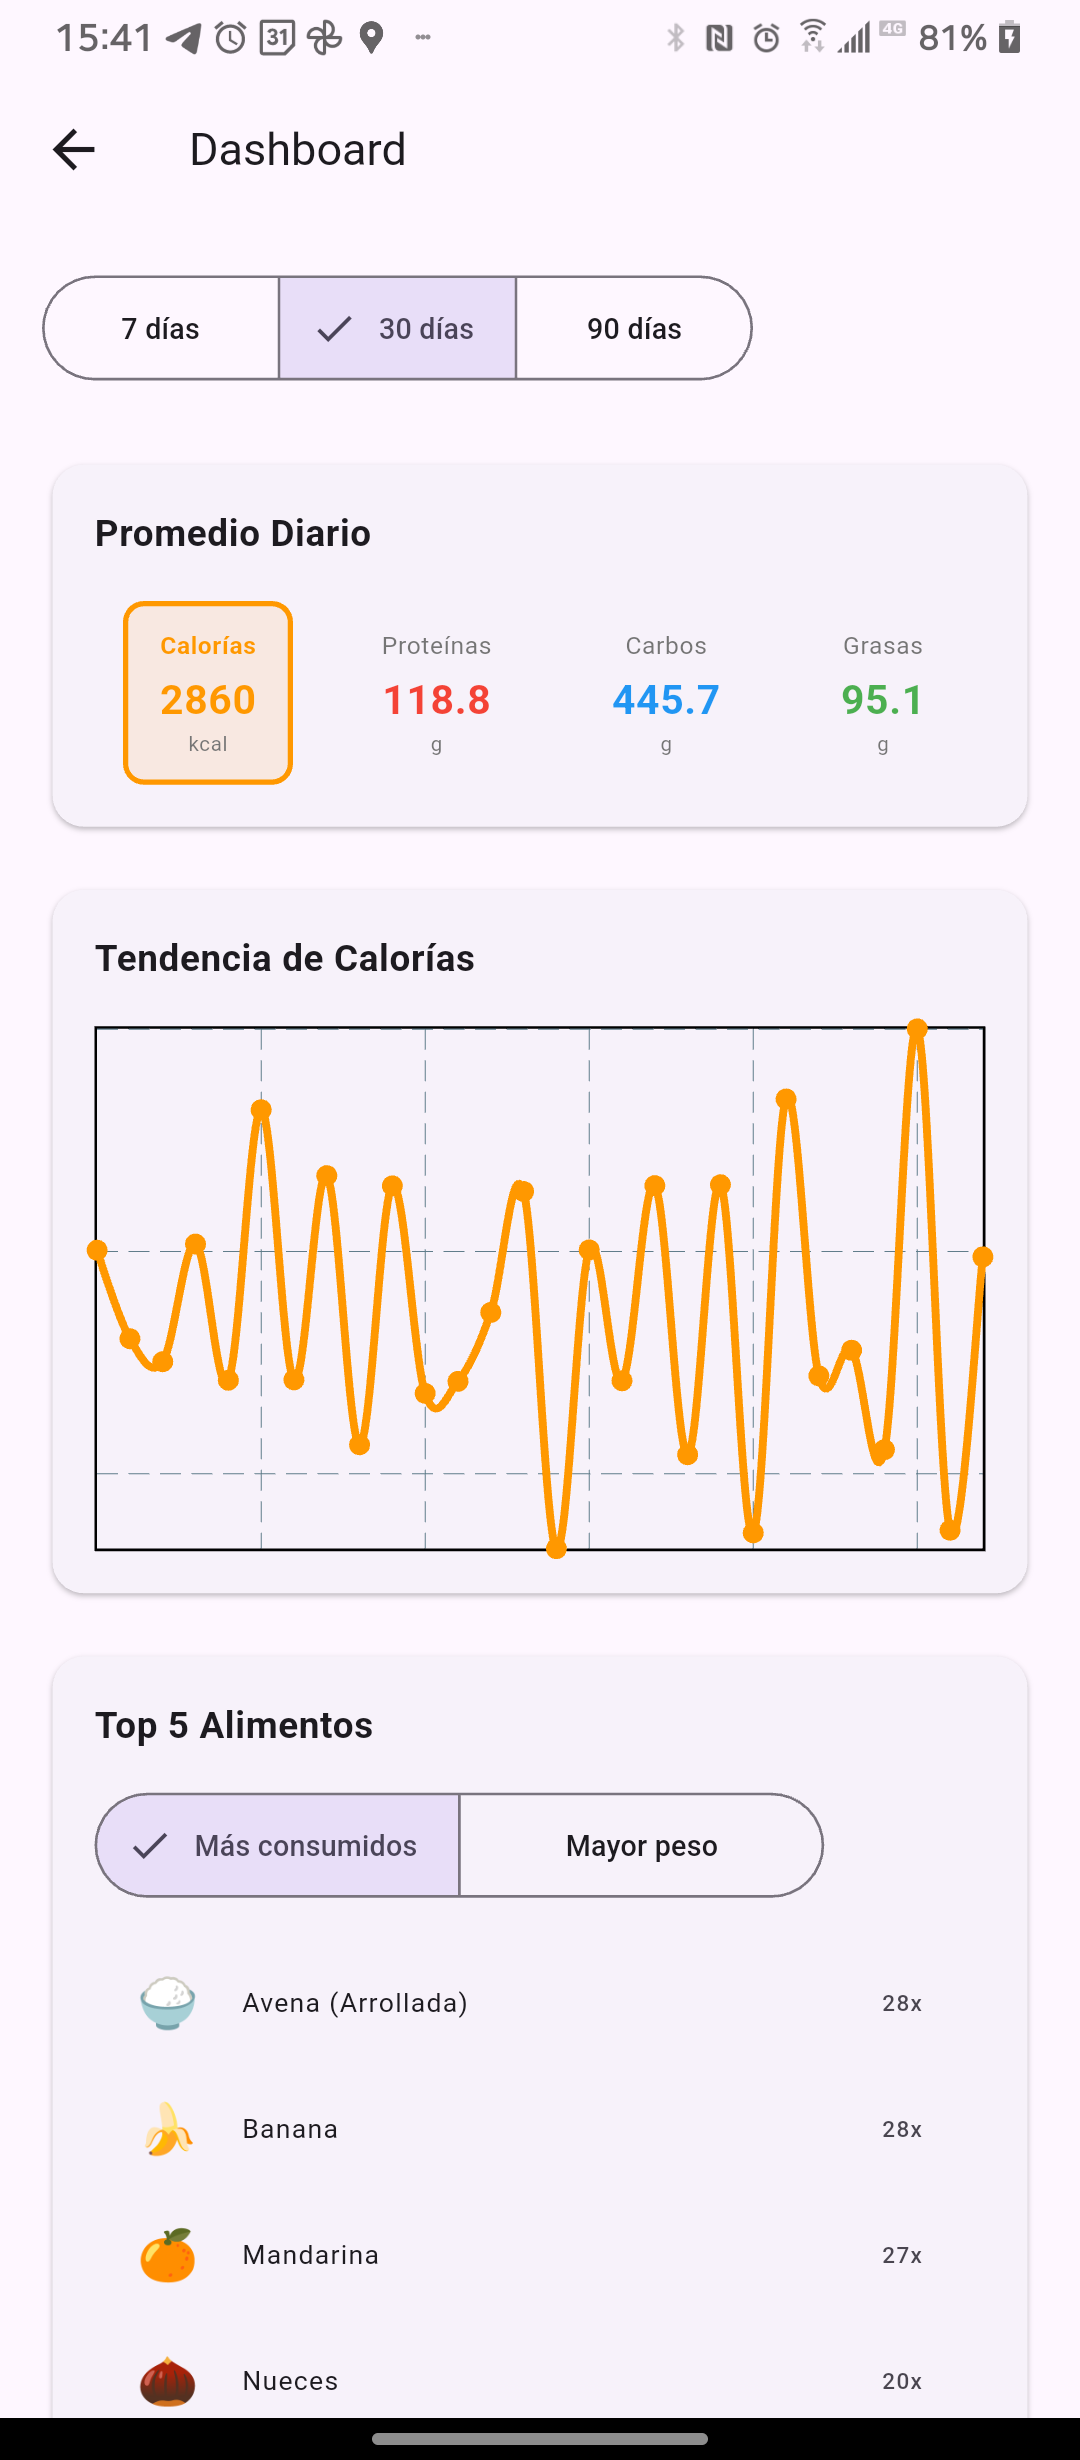 15:41 31 4G 81%
Dashboard
7 días 30 días 90 días
Promedio Diario
Calorías Proteínas Carbos Grasas
2860 118.8 445.7 95.1
kcal g g g
Tendencia de Calorías
Top 5 Alimentos
Más consumidos Mayor peso
Avena (Arrollada) 28x
Banana 28x
Mandarina 27x
Nueces 20x